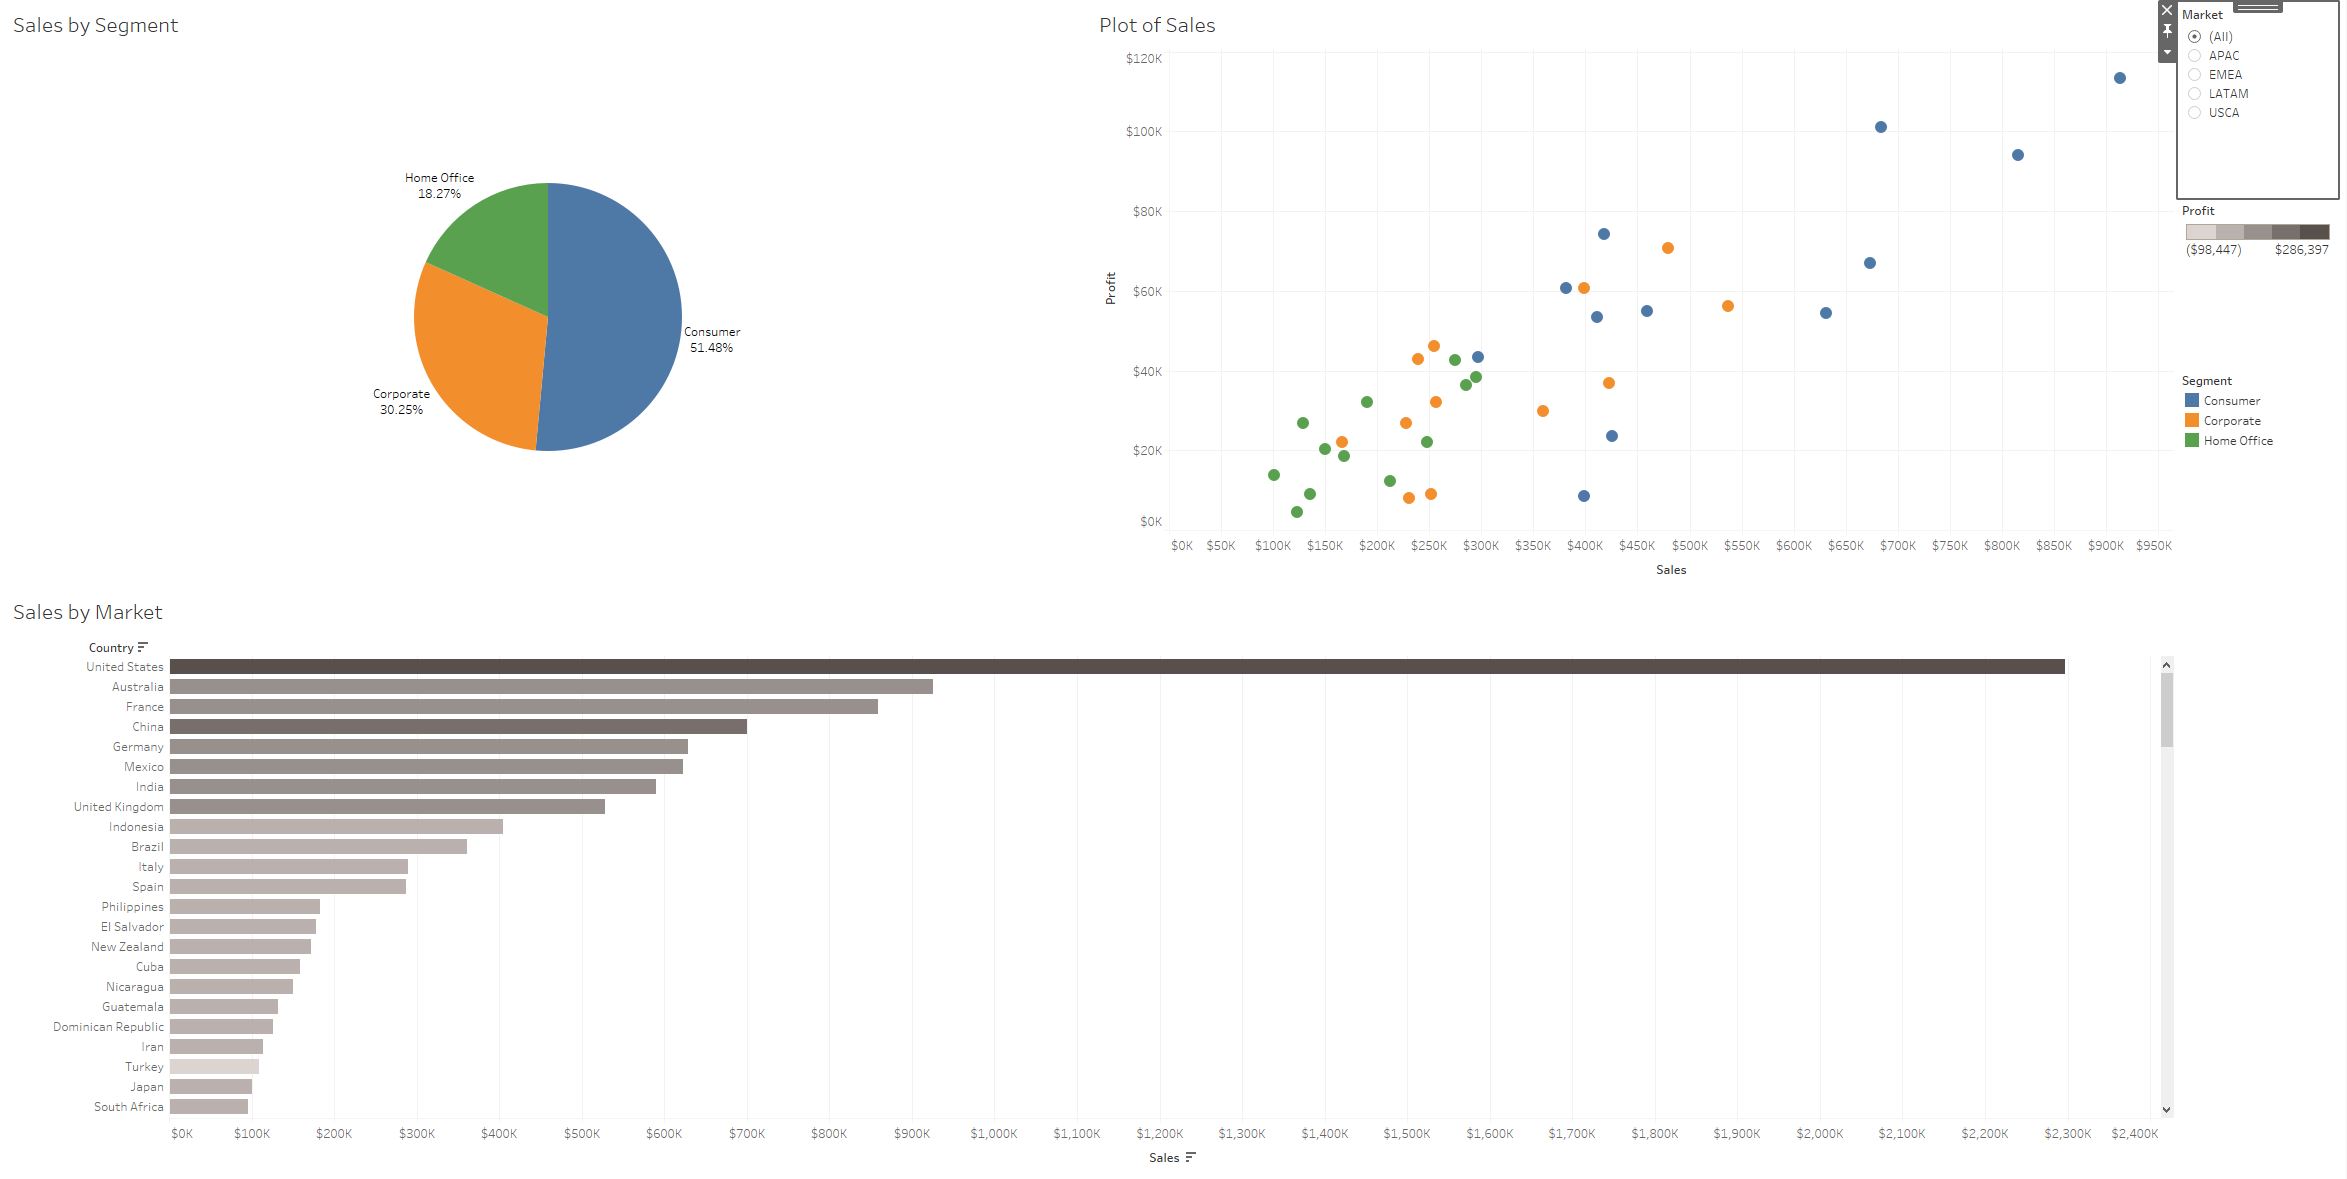 Sales by Segment
Home Office
18.27%
Consumer
51.48%
Corporate
30.25%
Plot of Sales
$120K
$100K
$80K
$60K
$40K
$20K
$0K
Profit
$0K $50K $100K $150K $200K $250K $300K $350K $400K $450K $500K $550K $600K $650K $700K $750K $800K $850K $900K $950K
Sales
Market
(All)
APAC
EMEA
LATAM
USCA
Profit
($98,447) $286,397
Segment
Consumer
Corporate
Home Office
Sales by Market
Country
United States
Australia
France
China
Germany
Mexico
India
United Kingdom
Indonesia
Brazil
Italy
Spain
Philippines
El Salvador
New Zealand
Cuba
Nicaragua
Guatemala
Dominican Republic
Iran
Turkey
Japan
South Africa
$0K $100K $200K $300K $400K $500K $600K $700K $800K $900K $1,000K $1,100K $1,200K $1,300K $1,400K $1,500K $1,600K $1,700K $1,800K $1,900K $2,000K $2,100K $2,200K $2,300K $2,400K
Sales